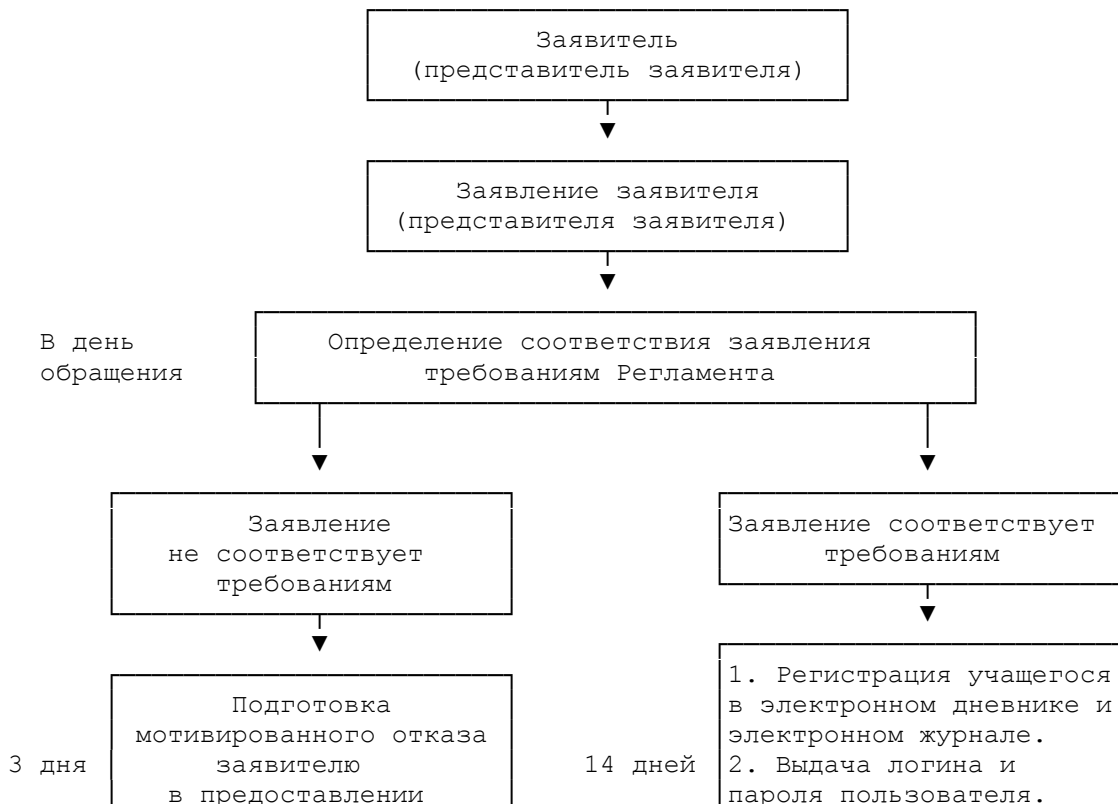 Заявитель
(представитель заявителя)
Заявление заявителя
(представителя заявителя)
В день
обращения
Определение соответствия заявления
требованиям Регламента
Заявление
не соответствует
требованиям
Заявление соответствует
требованиям
3 дня
Подготовка
мотивированного отказа
заявителю
в предоставлении
14 дней
1. Регистрация учащегося
в электронном дневнике и
электронном журнале.
2. Выдача логина и
пароля пользователя.